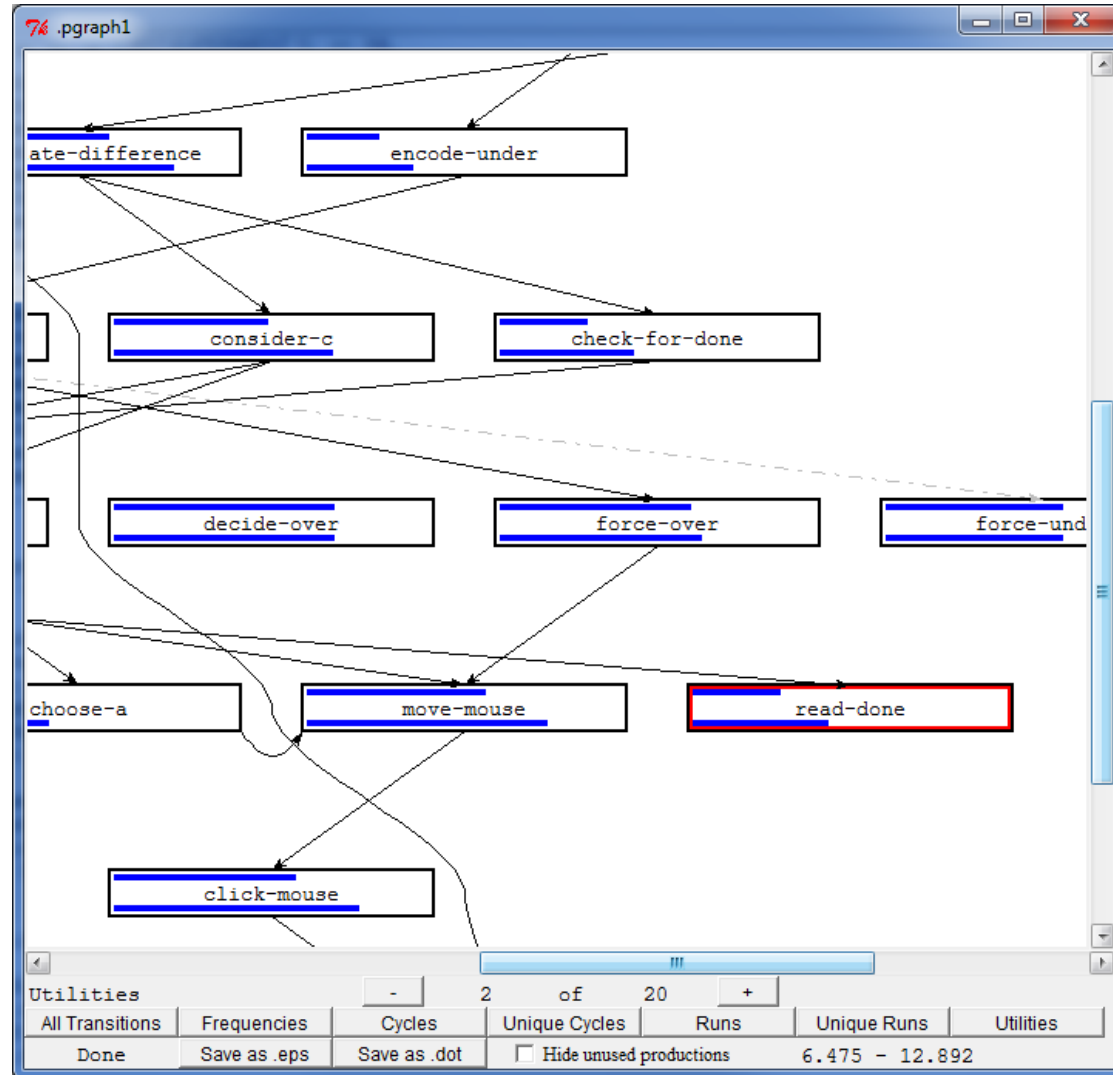 .pgraph1
ate-difference
encode-under
consider-c
check-for-done
decide-over
force-over
force-und
choose-a
move-mouse
read-done
click-mouse
Utilities - 2 of 20 +
All Transitions Frequencies Cycles Unique Cycles Runs Unique Runs Utilities
Done Save as .eps Save as .dot Hide unused productions 6.475 - 12.892